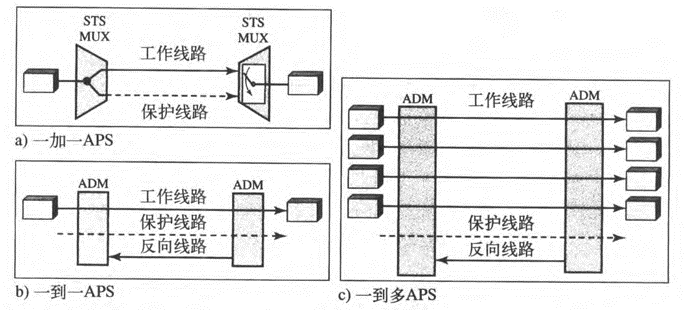 STS
MUX
STS
MUX
工作线路
保护线路
a) 一加一APS
ADM
ADM
工作线路
保护线路
反向线路
b) 一到一APS
ADM
工作线路
ADM
保护线路
反向线路
c) 一到多APS